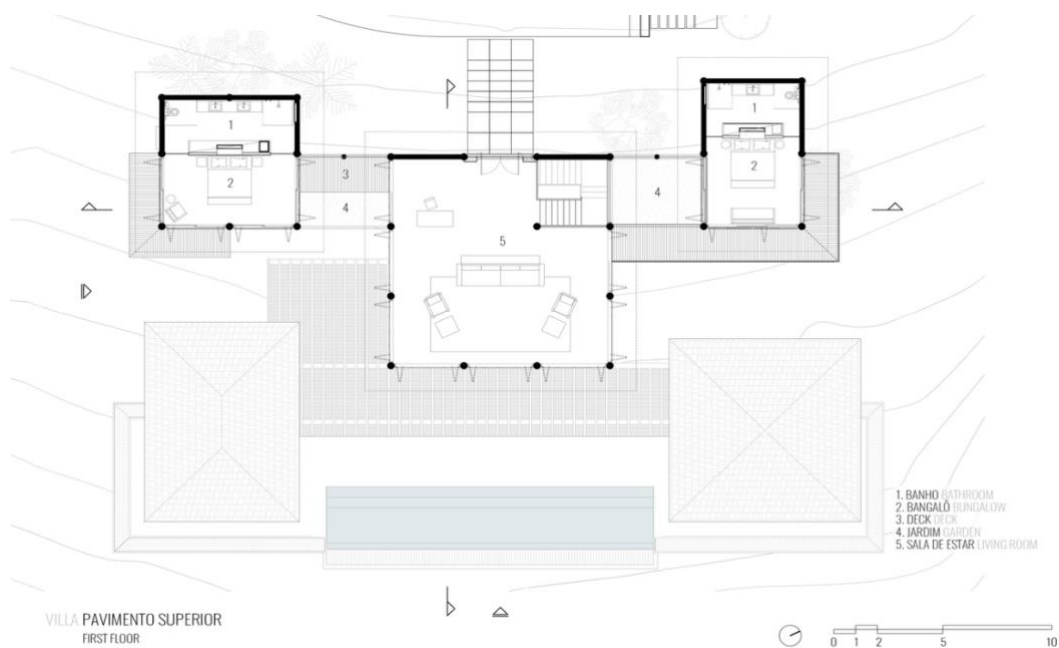 1
1
2
2
3
4
4
5
1. BANHO BATHROOM
2. BANGALÔ BUNGALOW
3. DECK DECK
4. JARDIM GARDEN
5. SALA DE ESTAR LIVING ROOM
VILLA PAVIMENTO SUPERIOR
FIRST FLOOR
0 1 2 5 10